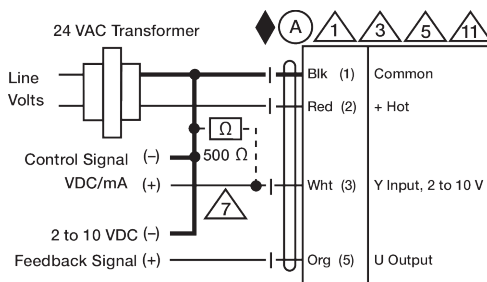 24 VAC Transformer
A 1 3 5 11
Line
Volts
Blk (1) Common
Red (2) + Hot
Ω
500 Ω
Control Signal (−)
VDC/mA (+)
7
Wht (3) Y Input, 2 to 10 V
2 to 10 VDC (−)
Feedback Signal (+)
Org (5) U Output